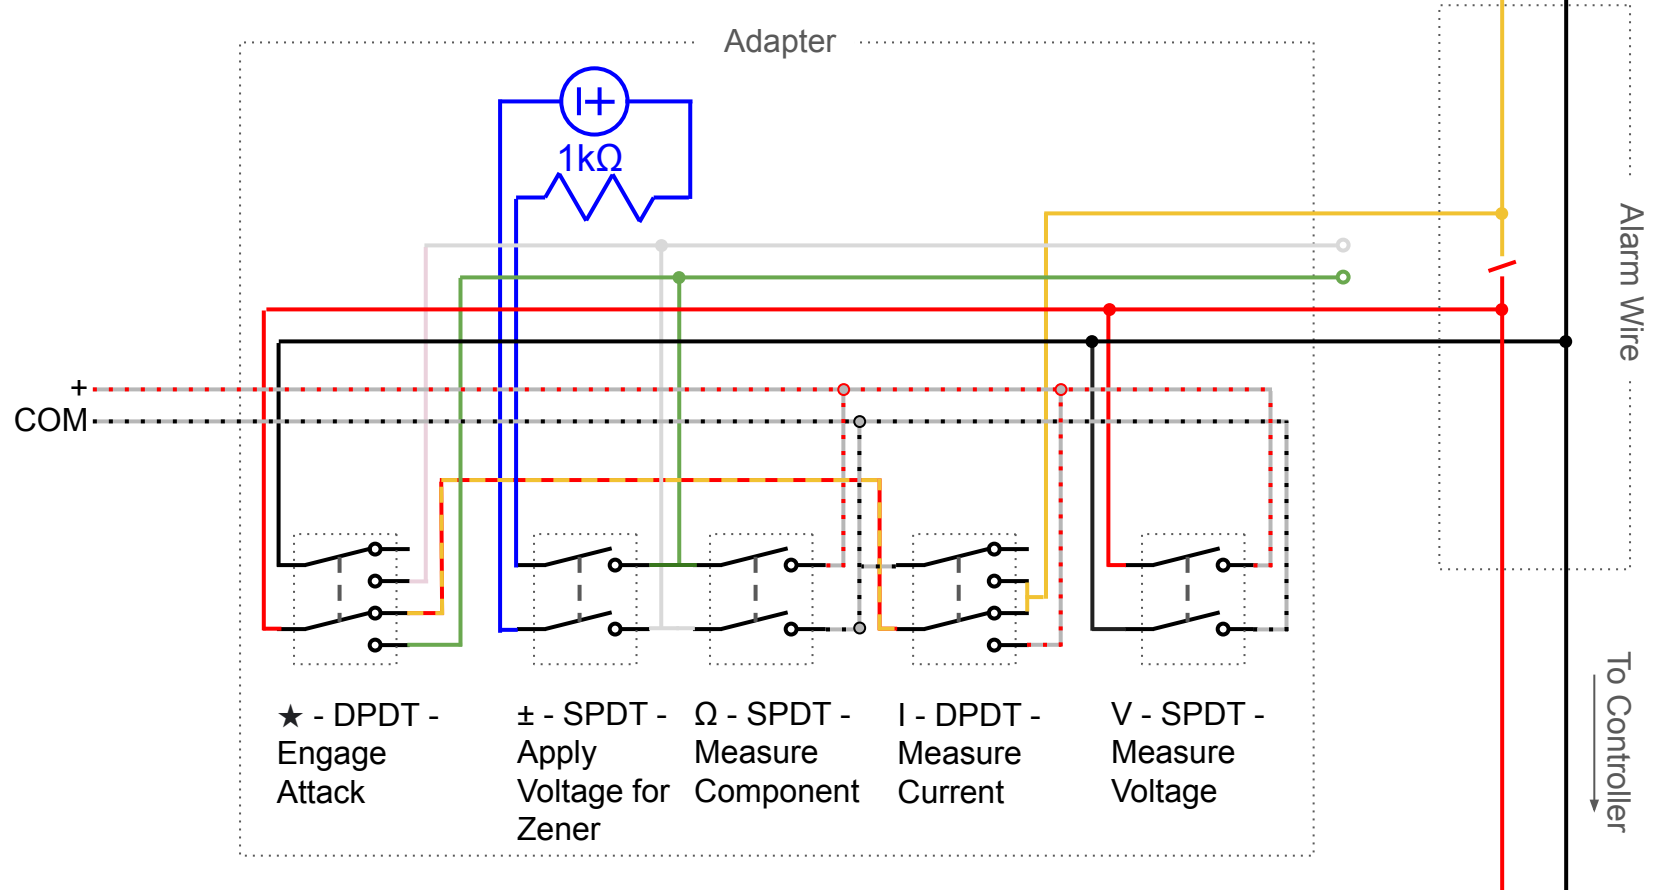 Adapter
1kΩ
+
COM
Alarm Wire
To Controller
★ - DPDT -
Engage
Attack
± - SPDT -
Apply
Voltage for
Zener
Ω - SPDT -
Measure
Component
I - DPDT -
Measure
Current
V - SPDT -
Measure
Voltage